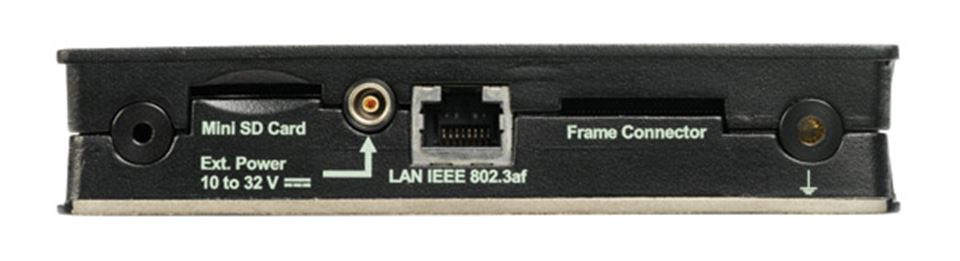 Mini SD Card
Frame Connector
Ext. Power
10 to 32 V
LAN IEEE 802.3af